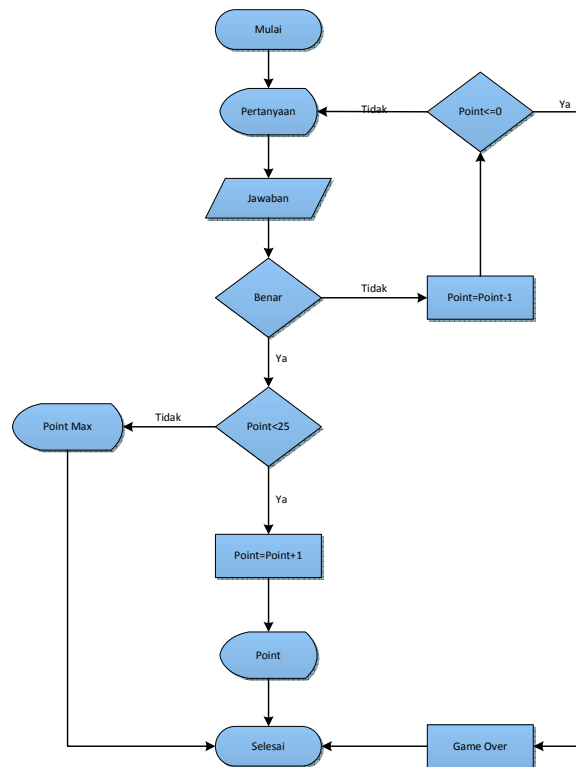 Mulai
Pertanyaan
Tidak
Point<=0
Ya
Jawaban
Benar
Tidak
Point=Point-1
Ya
Point Max
Tidak
Point<25
Ya
Point=Point+1
Point
Selesai
Game Over